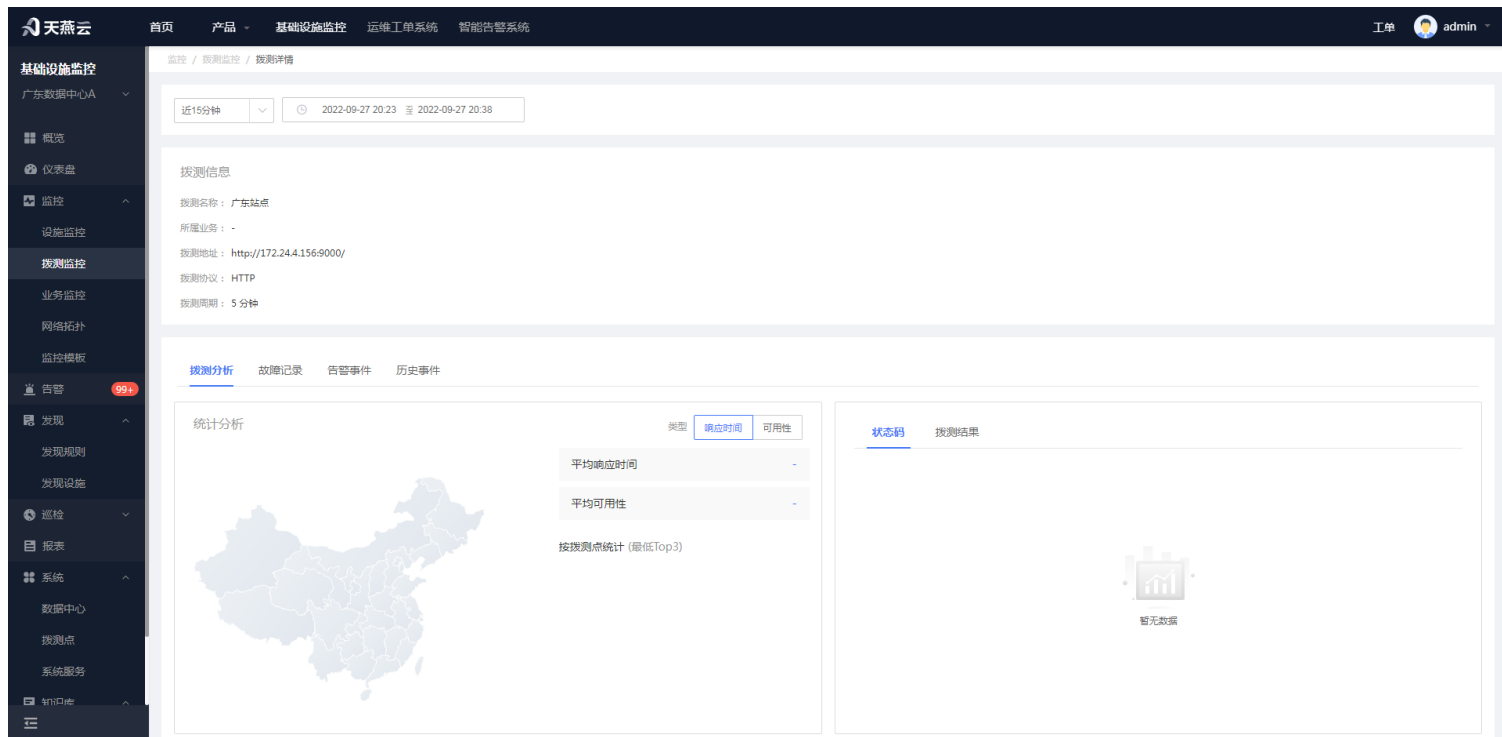 天燕云
首页 产品 基础设施监控 运维工单系统 智能告警系统 工单 admin
基础设施监控
广东数据中心A
概览
仪表盘
监控
设施监控
拨测监控
业务监控
网络拓扑
监控模板
告警 99+
发现
发现规则
发现设施
巡检
报表
系统
数据中心
拨测点
系统服务
知识库
监控 / 拨测监控 / 拨测详情
近15分钟 2022-09-27 20:23 至 2022-09-27 20:38
拨测信息
拨测名称： 广东站点
所属业务： -
拨测地址： http://172.24.4.156:9000/
拨测协议： HTTP
拨测周期： 5 分钟
拨测分析 故障记录 告警事件 历史事件
统计分析 类型 响应时间 可用性
平均响应时间 -
平均可用性 -
按拨测点统计 (最低Top3)
状态码 拨测结果
暂无数据